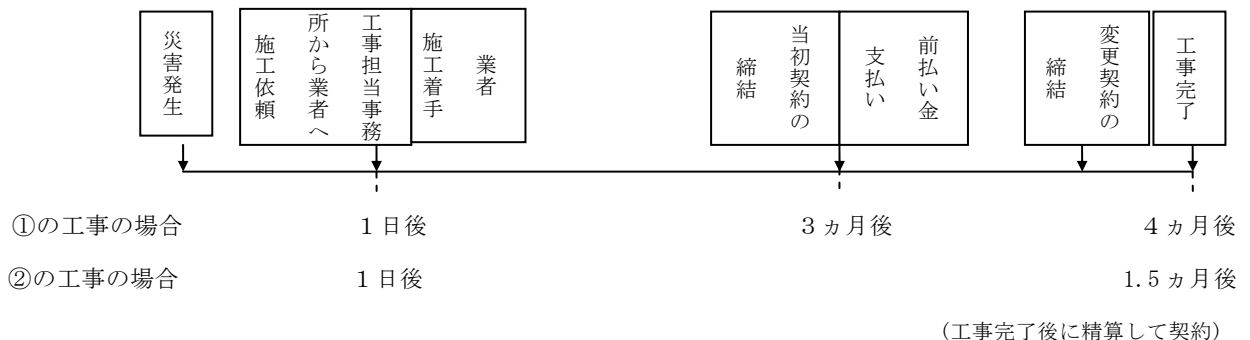 災害発生
工事担当事務
所から業者へ
施工依頼
業者
施工着手
当初契約の
締結
前払い金
支払い
変更契約の
締結
工事完了
①の工事の場合 1日後 3ヵ月後 4ヵ月後
②の工事の場合 1日後 1.5ヵ月後
(工事完了後に精算して契約)